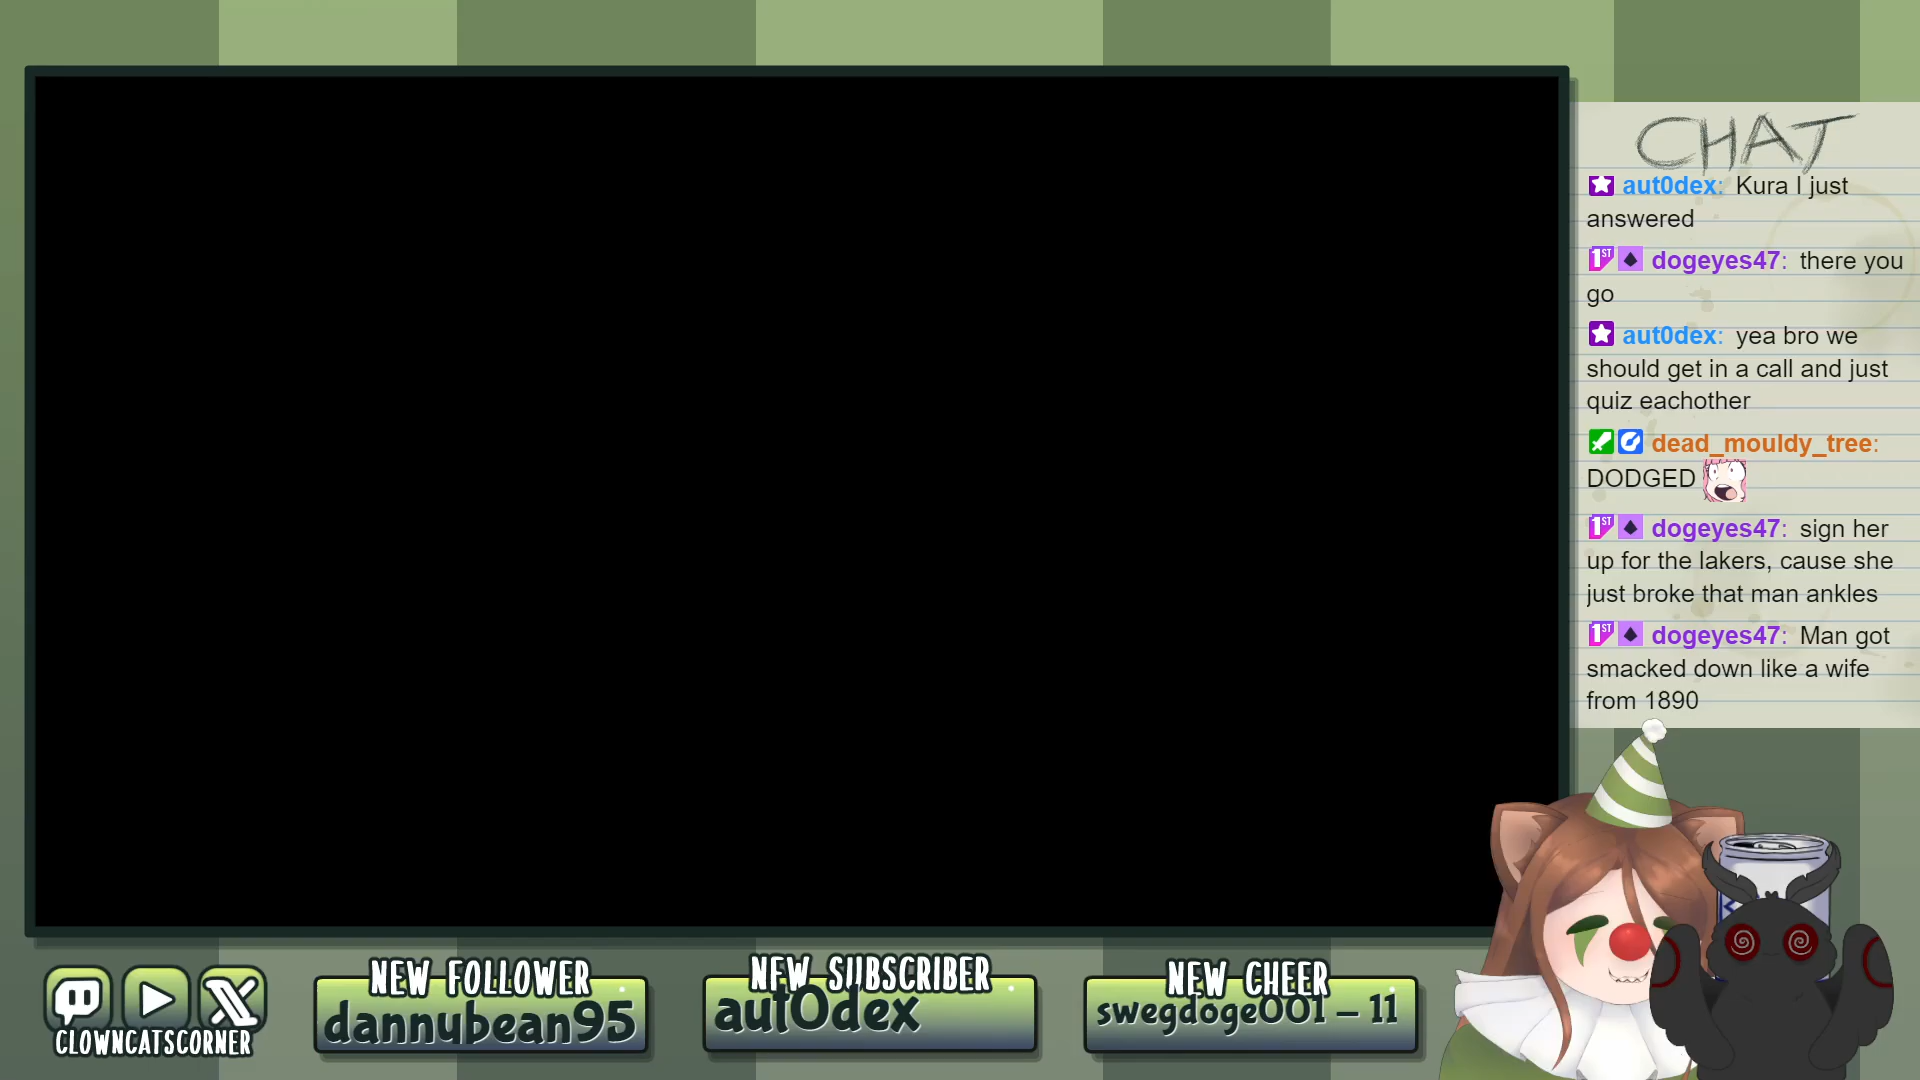 CHAT
aut0dex: Kura I just
answered
1ST dogeyes47: there you
go
aut0dex: yea bro we
should get in a call and just
quiz eachother
dead_mouldy_tree:
DODGED
1ST dogeyes47: sign her
up for the lakers, cause she
just broke that man ankles
1ST dogeyes47: Man got
smacked down like a wife
from 1890
CLOWNCATSCORNER
NEW FOLLOWER
dannubean95
NEW SUBSCRIBER
aut0dex
NEW CHEER
swegdoge001 – 11